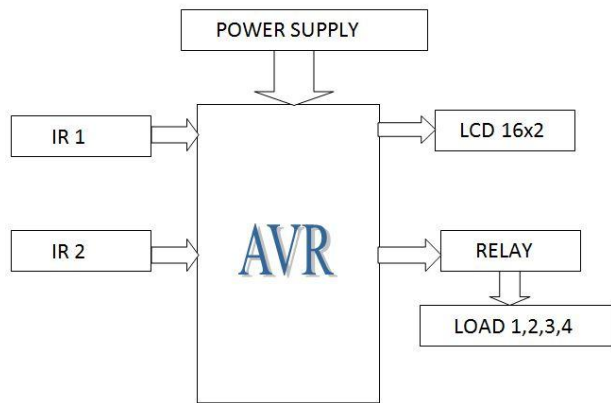 POWER SUPPLY
IR 1
LCD 16x2
IR 2
AVR
RELAY
LOAD 1,2,3,4